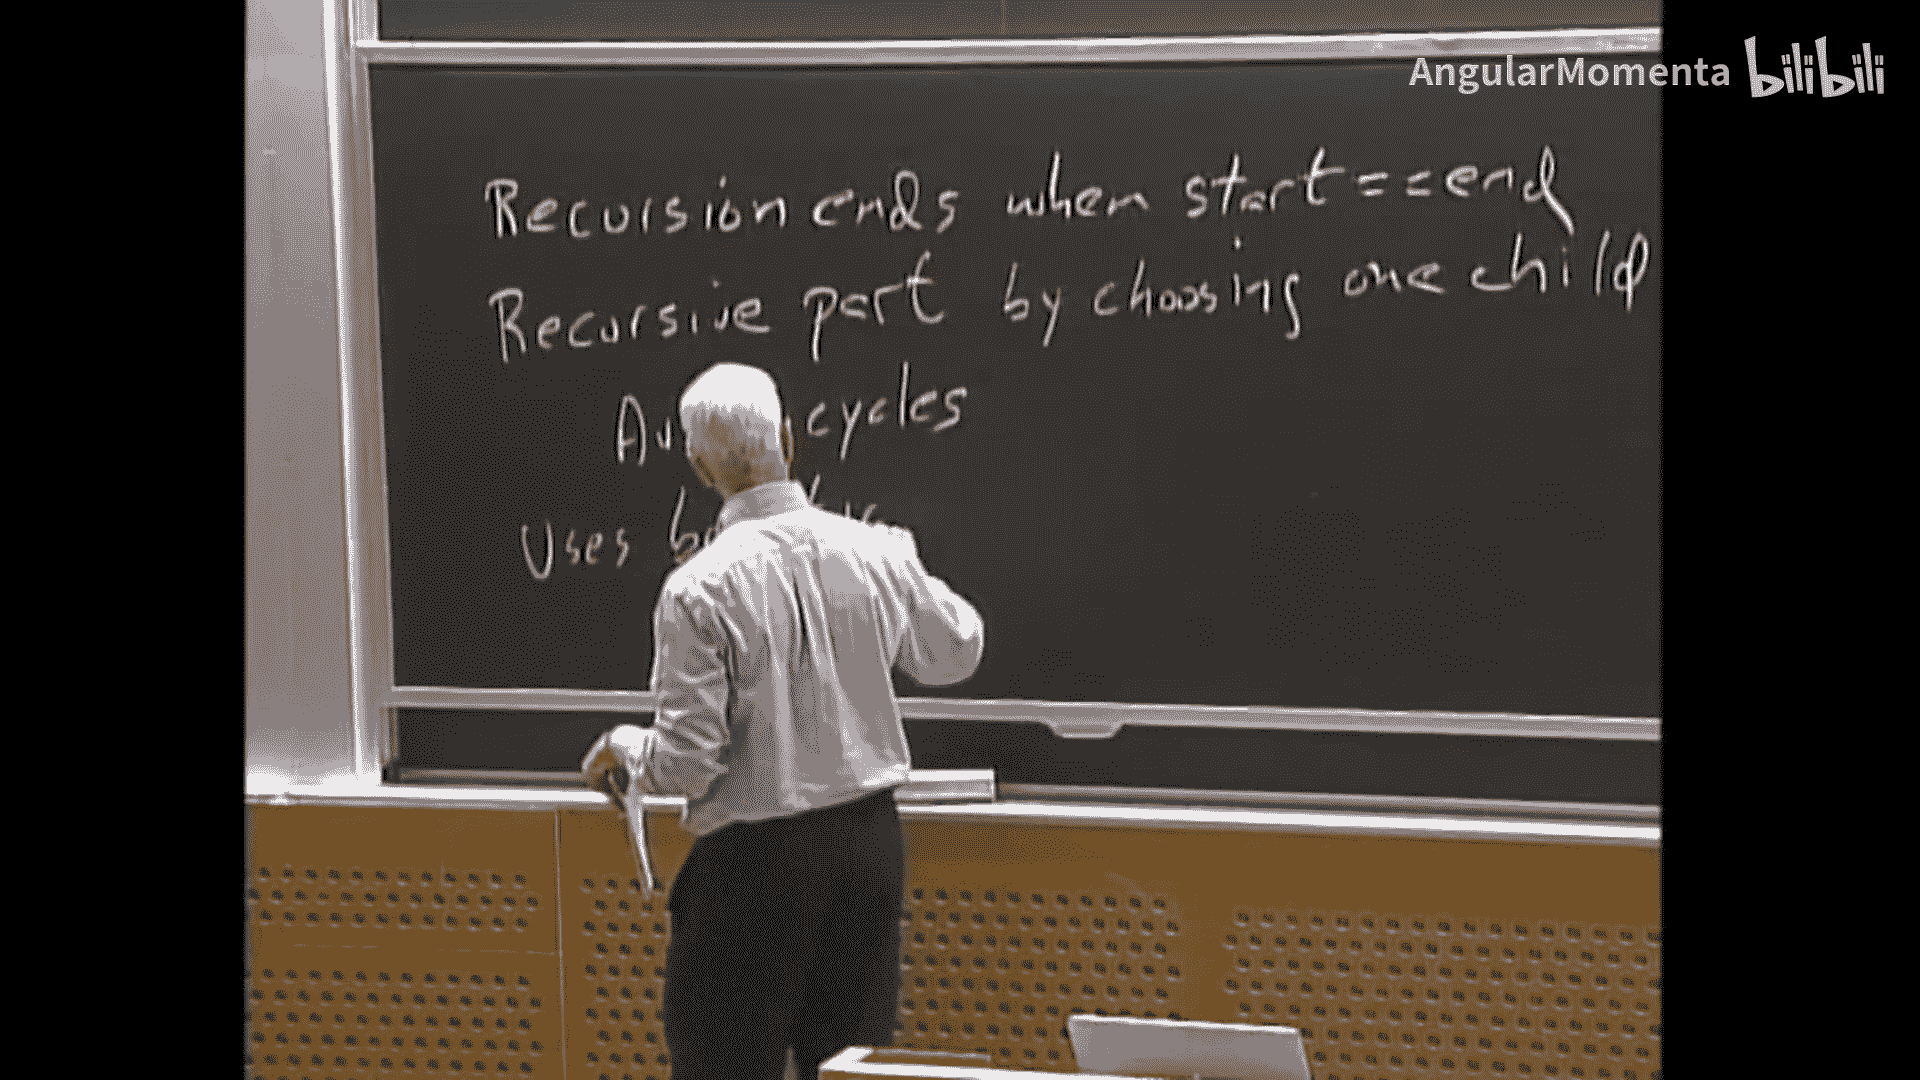 AngularMomenta bilibili
Recursion ends when start==end
Recursive part by choosing one child
cycles
Uses